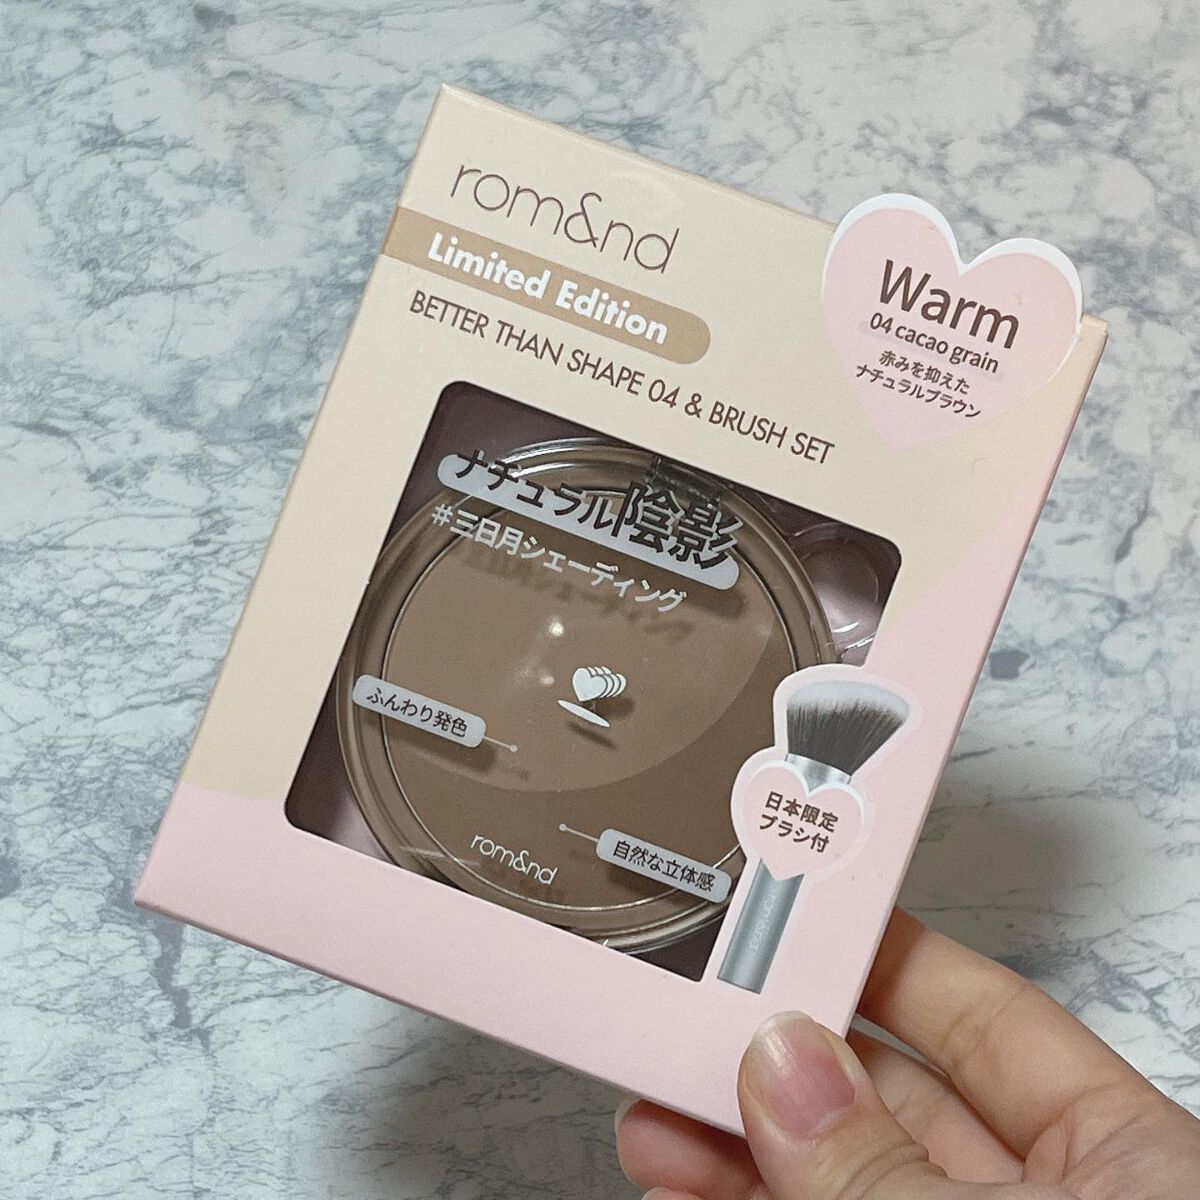 rom&nd
Limited Edition
BETTER THAN SHAPE 04 & BRUSH SET
Warm
04 cacao grain
赤みを抑えた
ナチュラルブラウン
ナチュラル陰影
#三日月シェーディング
ふんわり発色
自然な立体感
rom&nd
日本限定
ブラシ付
rom&nd